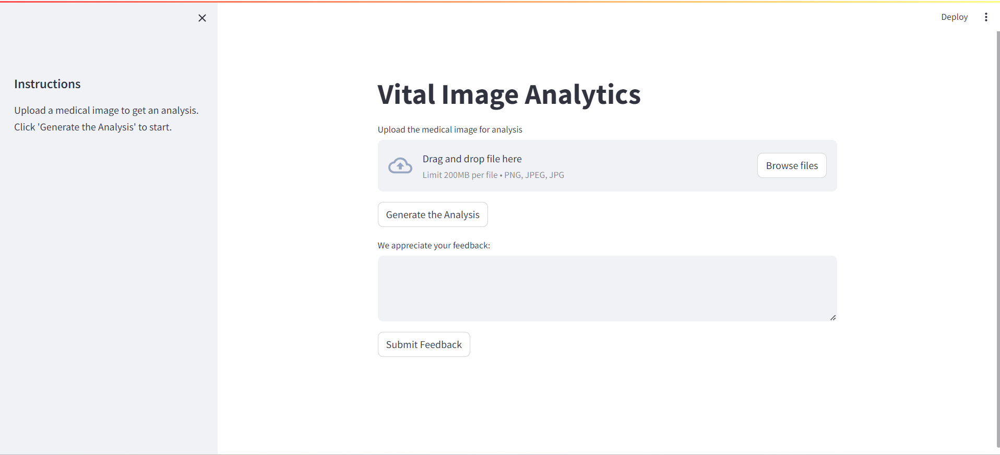 Deploy
Instructions
Upload a medical image to get an analysis.
Click 'Generate the Analysis' to start.
Vital Image Analytics
Upload the medical image for analysis
Drag and drop file here
Limit 200MB per file • PNG, JPEG, JPG
Browse files
Generate the Analysis
We appreciate your feedback:
Submit Feedback